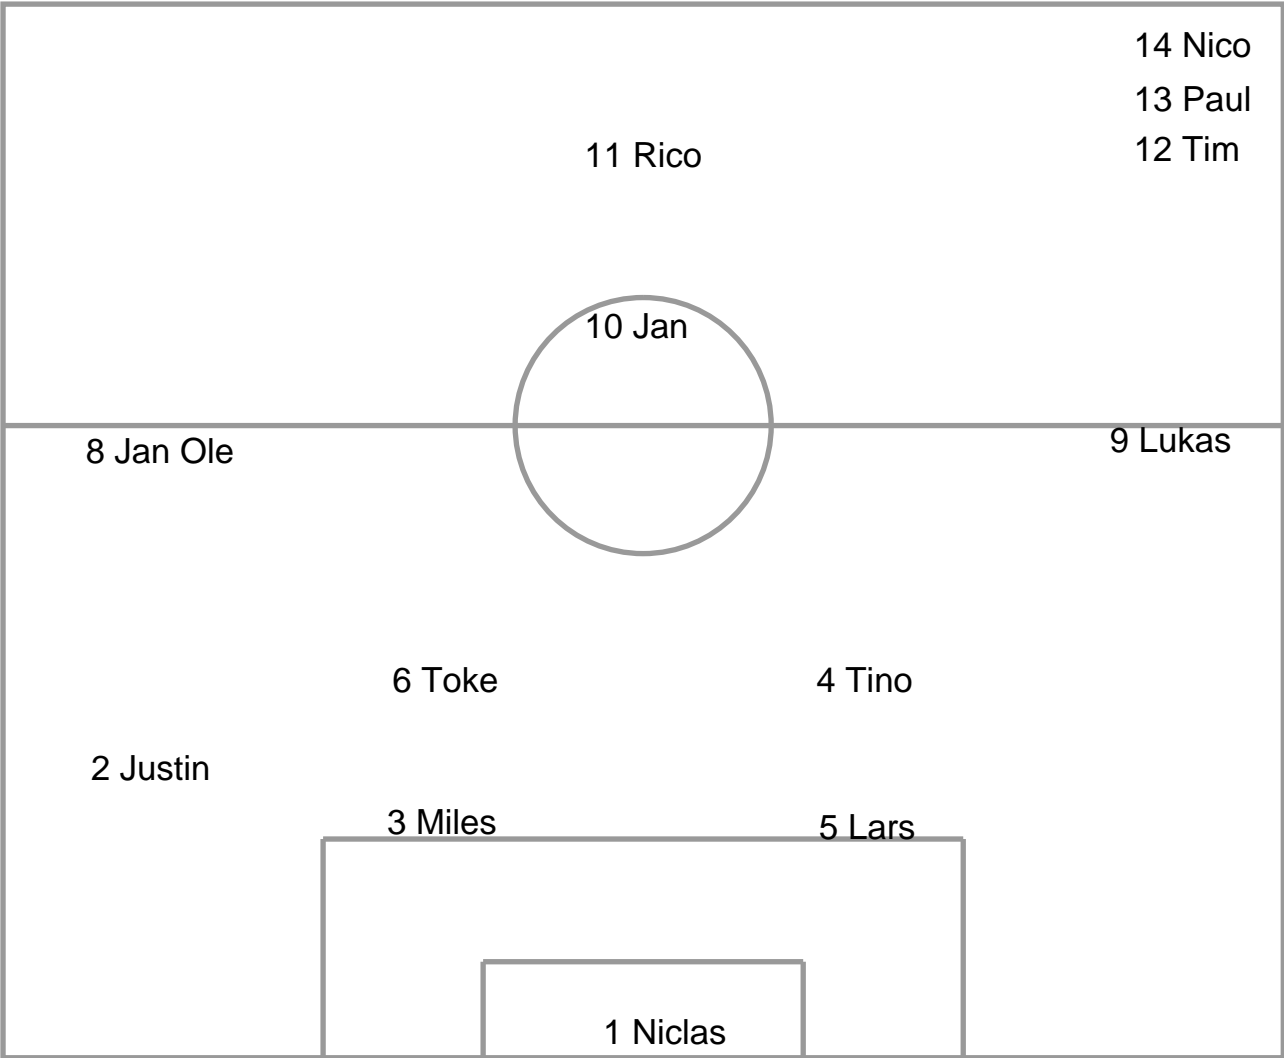 14 Nico
13 Paul
12 Tim
11 Rico
10 Jan
8 Jan Ole
9 Lukas
6 Toke
4 Tino
2 Justin
3 Miles
5 Lars
1 Niclas